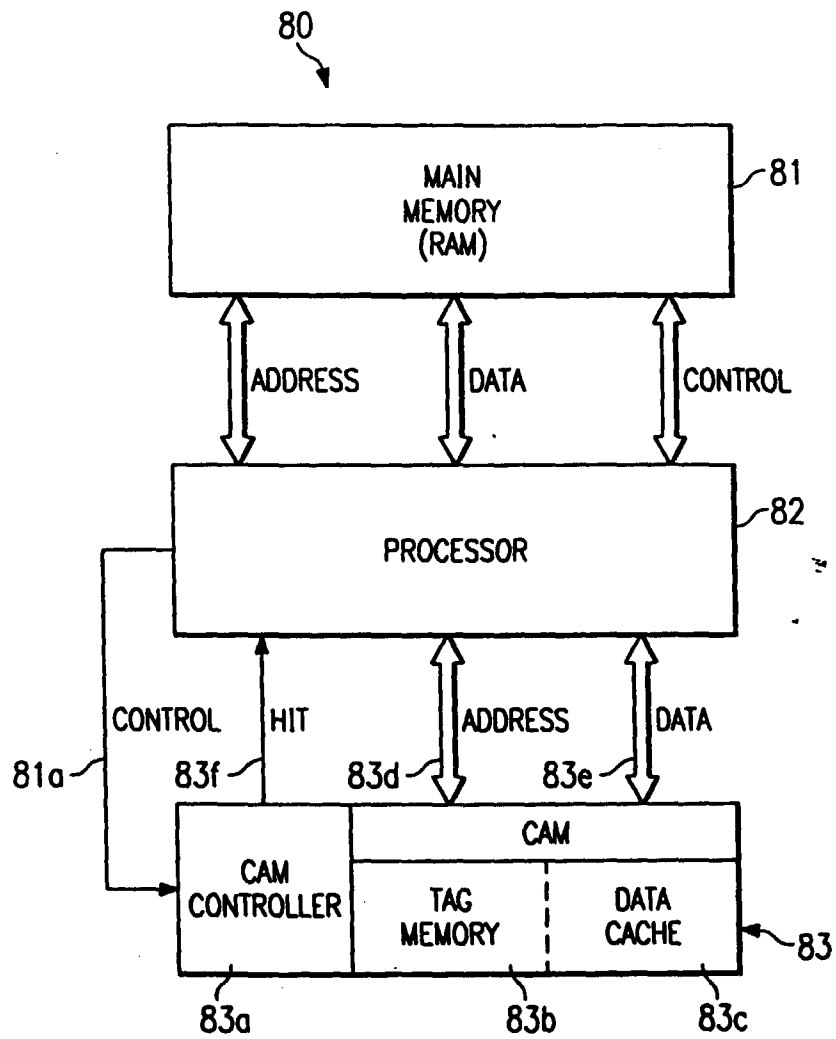 80
MAIN
MEMORY
(RAM)
81
ADDRESS
DATA
CONTROL
82
PROCESSOR
CONTROL
HIT
ADDRESS
DATA
81a
83f
83d
83e
CAM
CAM
CONTROLLER
TAG
MEMORY
DATA
CACHE
83
83a
83b
83c